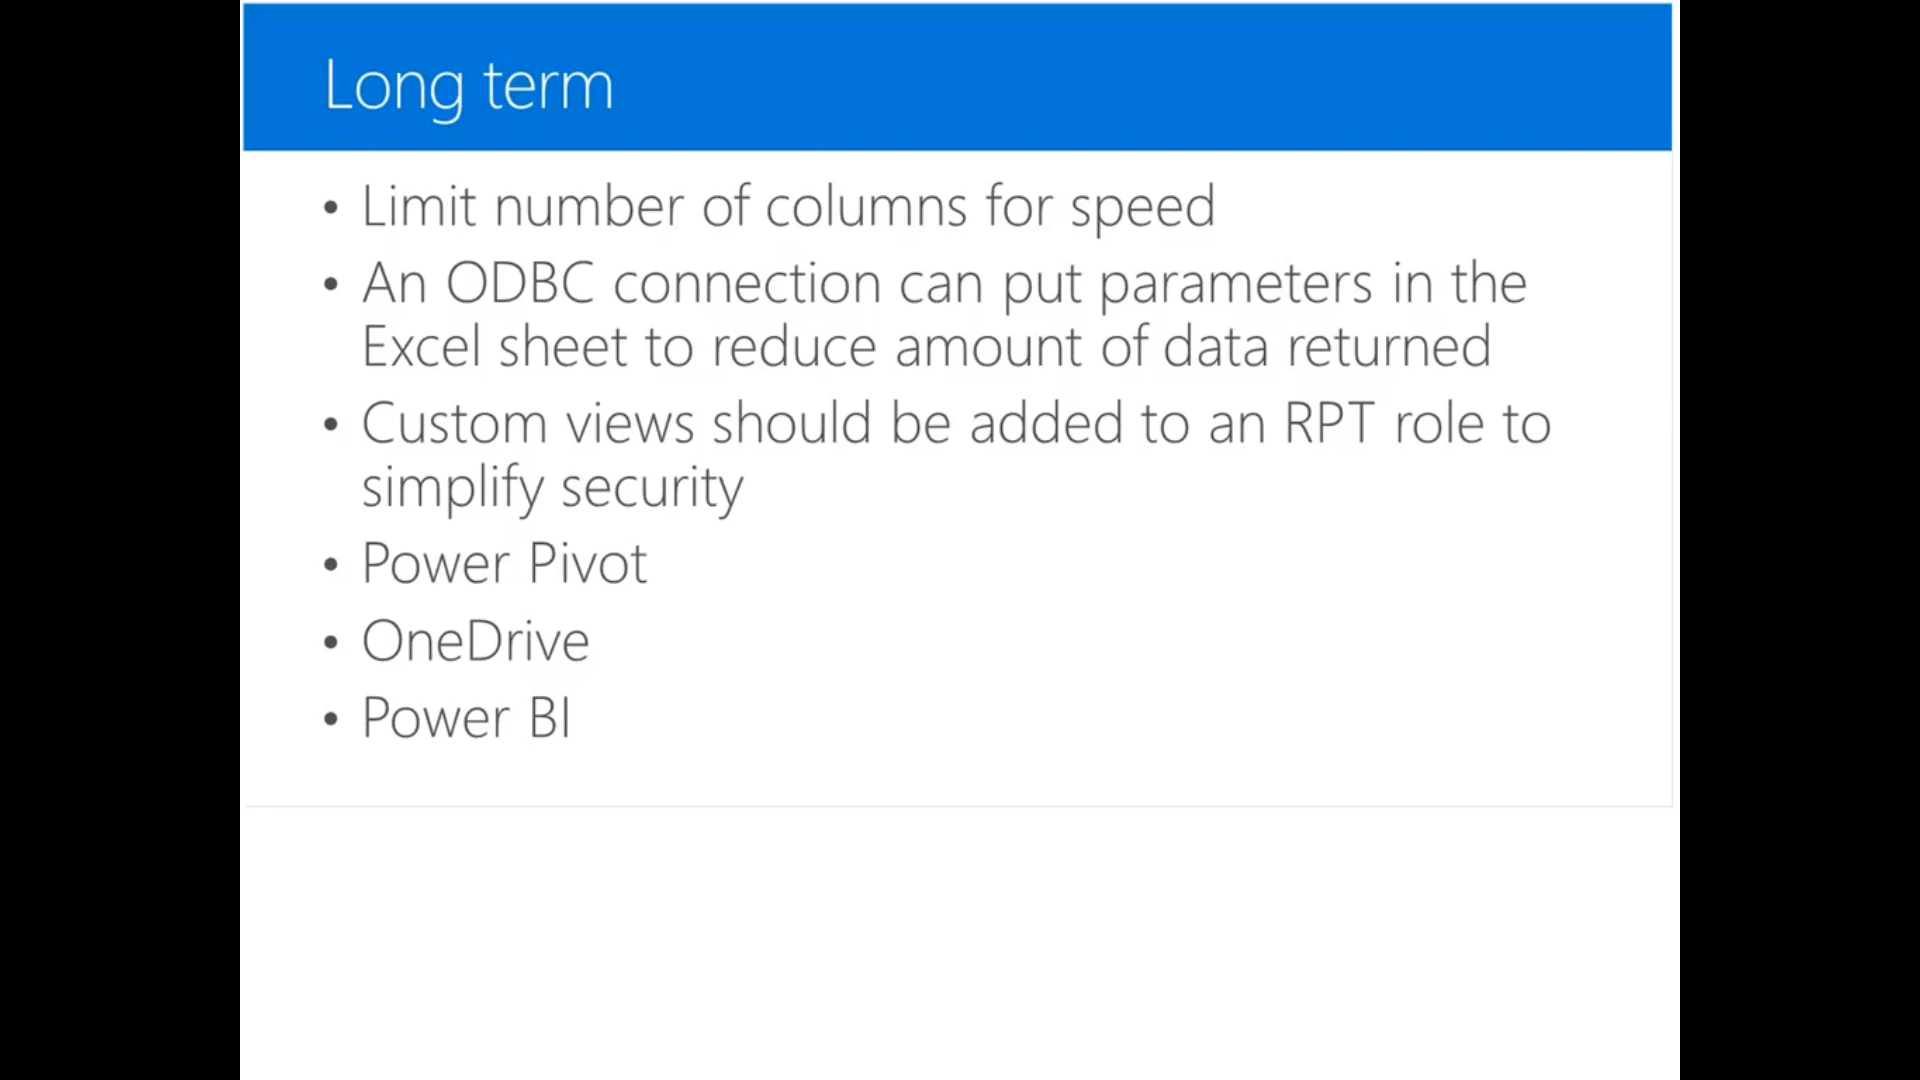 Long term
• Limit number of columns for speed
• An ODBC connection can put parameters in the
Excel sheet to reduce amount of data returned
• Custom views should be added to an RPT role to
simplify security
• Power Pivot
• OneDrive
• Power BI